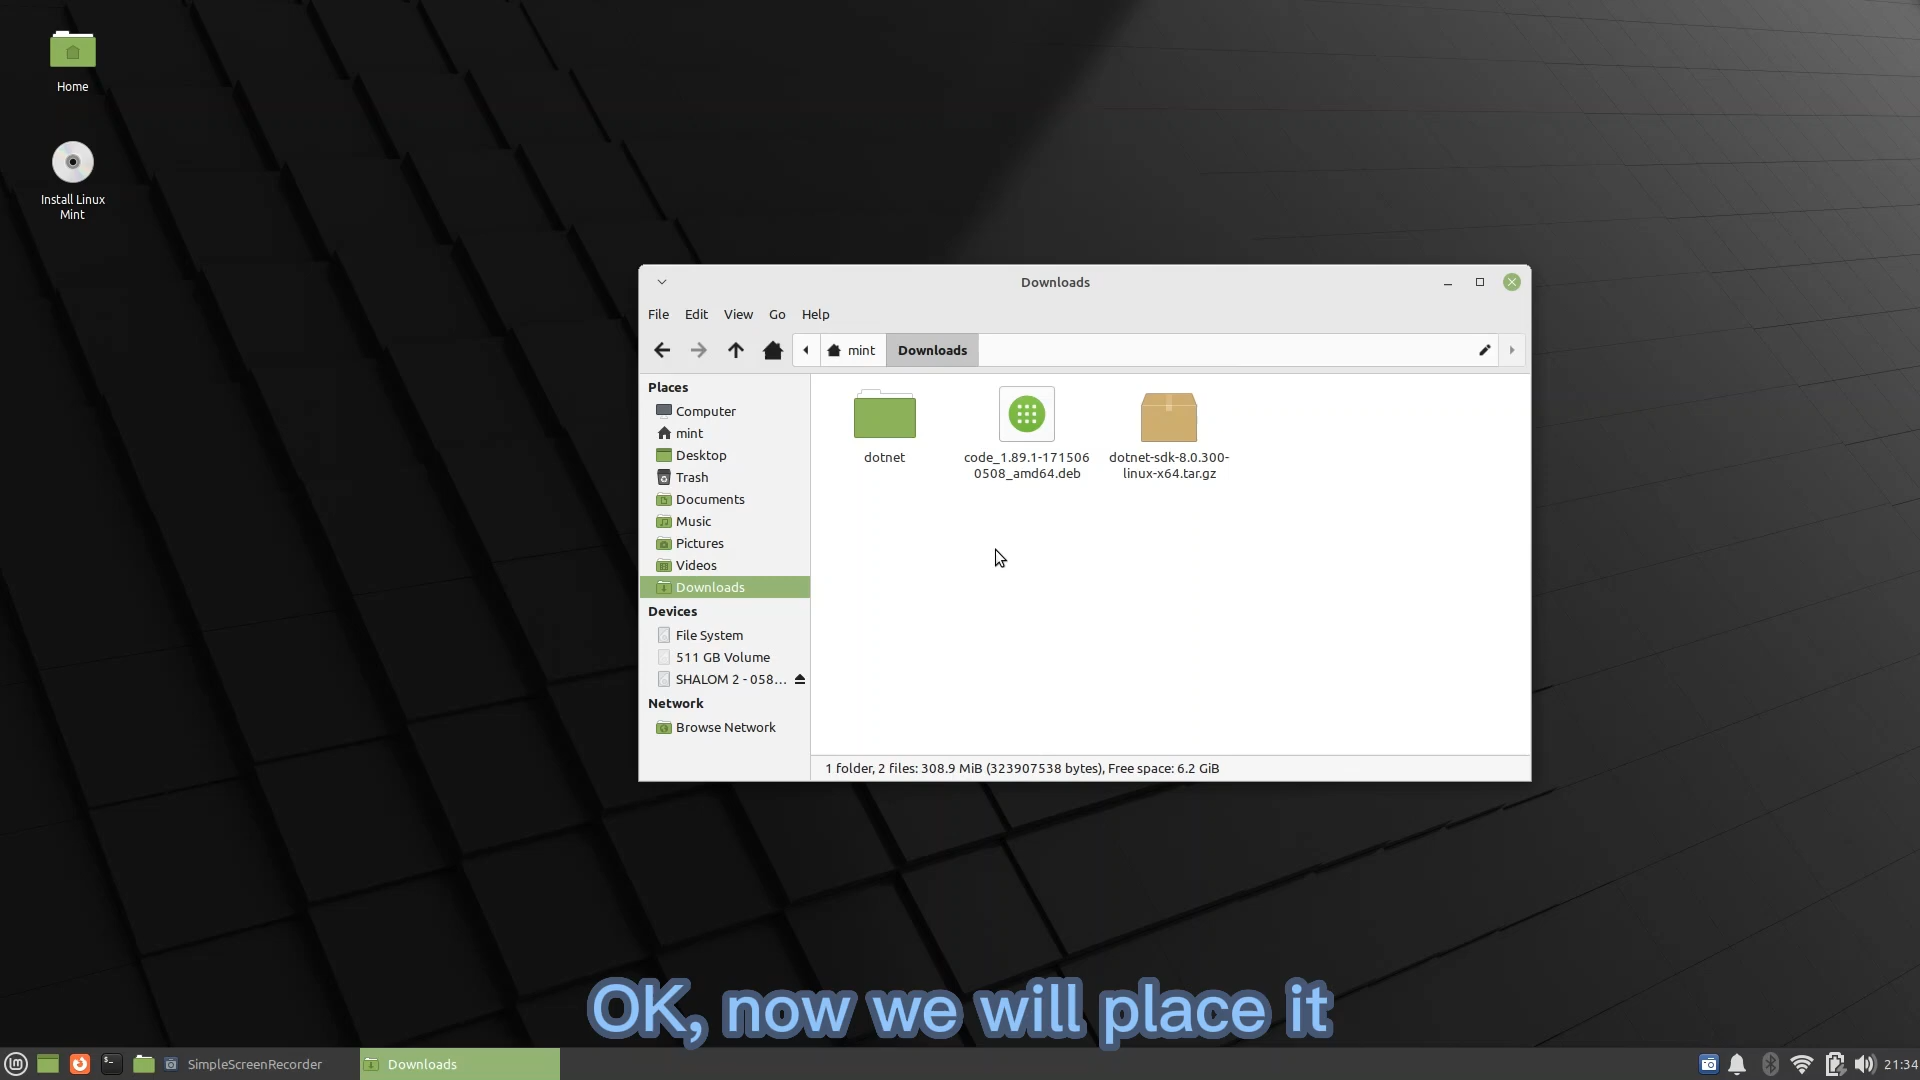 Home
Install Linux
Mint
Downloads
File Edit View Go Help
mint Downloads
Places
Computer
mint
Desktop
Trash
Documents
Music
Pictures
Videos
Downloads
Devices
File System
511 GB Volume
SHALOM 2 - 058...
Network
Browse Network
dotnet
code_1.89.1-171506
0508_amd64.deb
dotnet-sdk-8.0.300-
linux-x64.tar.gz
1 folder, 2 files: 308.9 MiB (323907538 bytes), Free space: 6.2 GiB
OK, now we will place it
SimpleScreenRecorder
Downloads
21:34